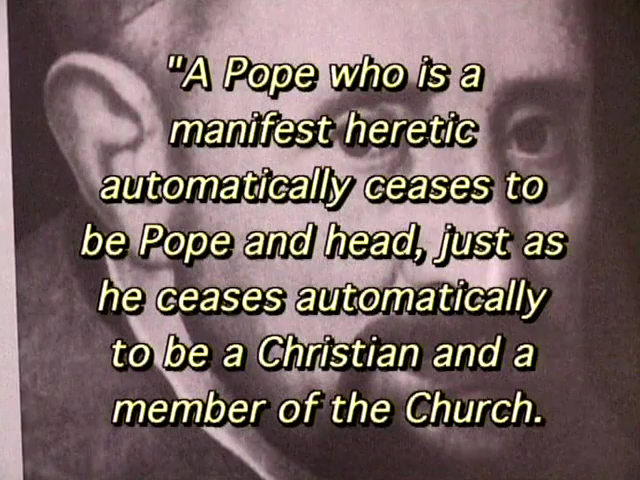 "A Pope who is a
manifest heretic
automatically ceases to
be Pope and head, just as
he ceases automatically
to be a Christian and a
member of the Church.